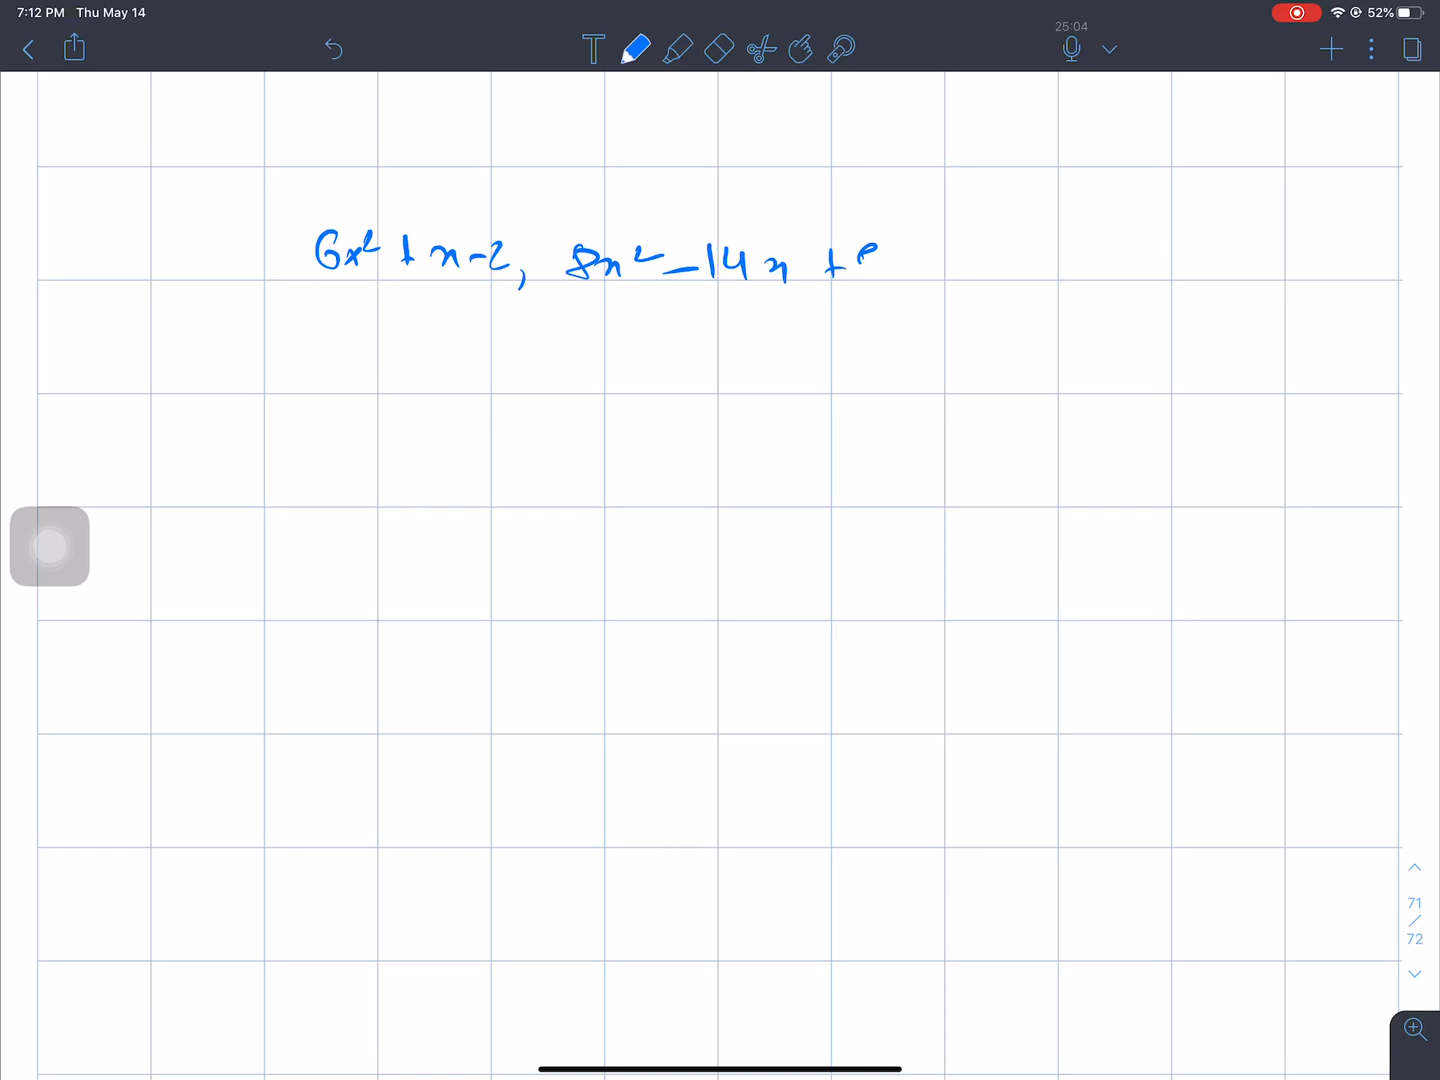 7:12 PM Thu May 14
52%
25:04
T
6x² + x - 2, 8x² - 14x +
71
/
72